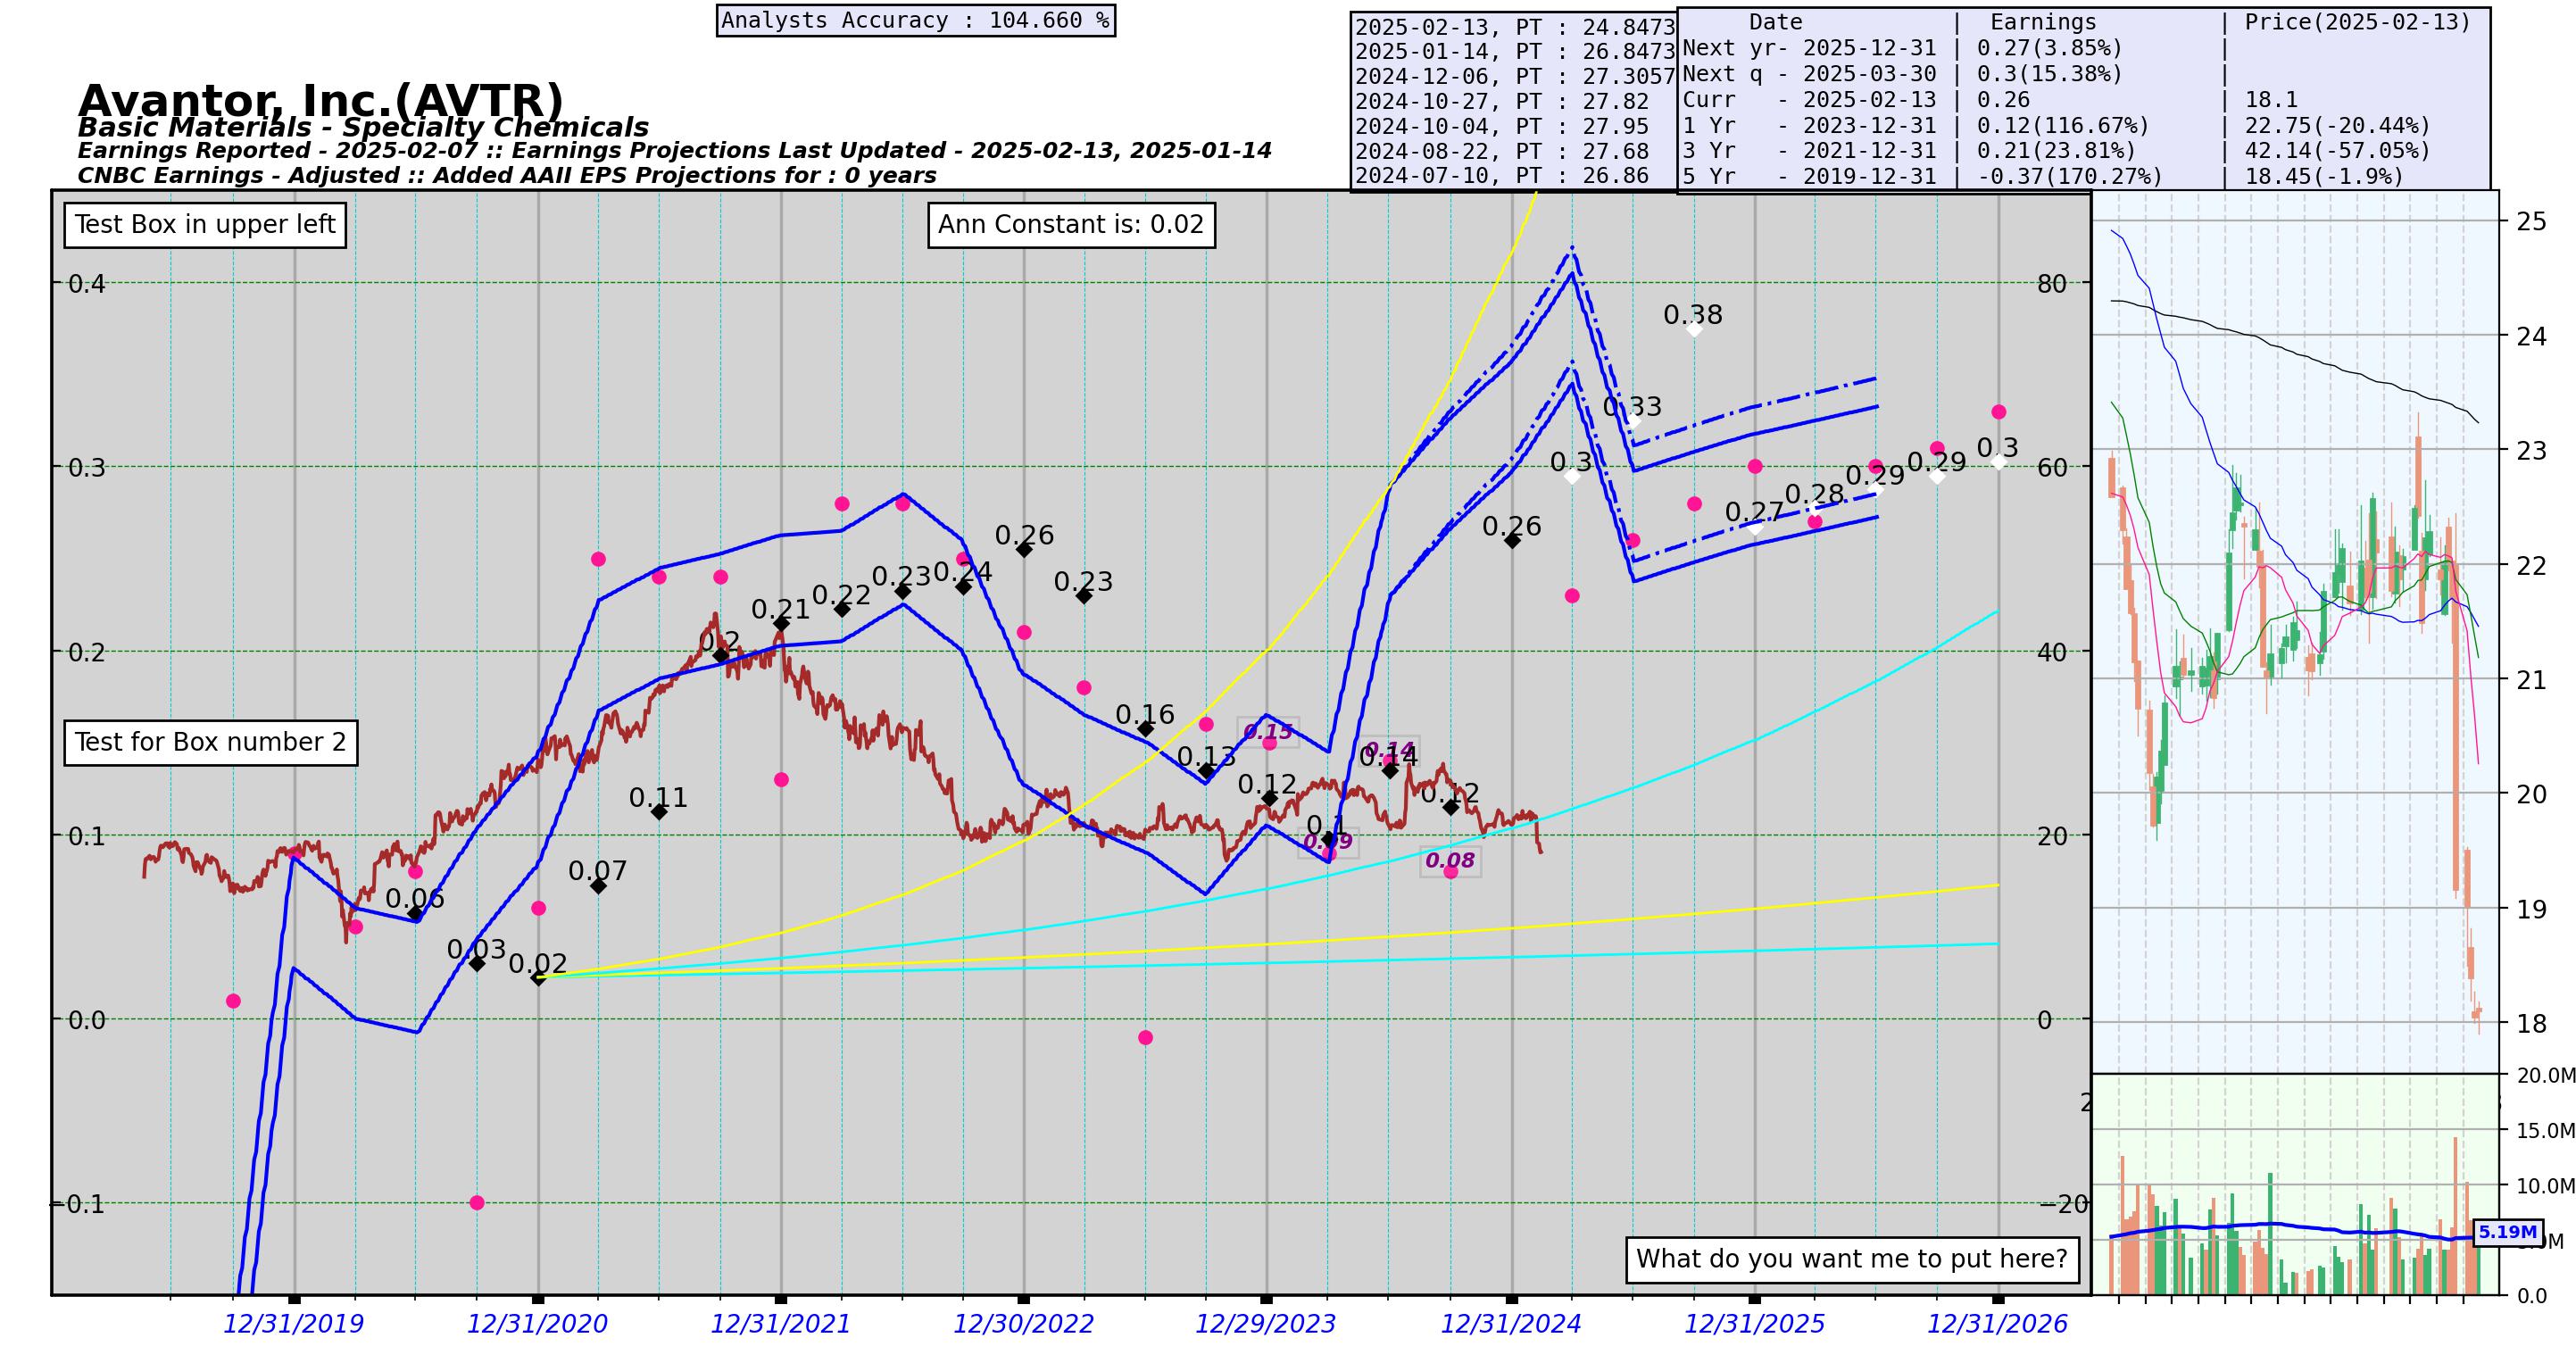 Analysts Accuracy : 104.660 %
2025-02-13, PT : 24.8473
2025-01-14, PT : 26.8473
2024-12-06, PT : 27.3057
2024-10-27, PT : 27.82
2024-10-04, PT : 27.95
2024-08-22, PT : 27.68
2024-07-10, PT : 26.86
Date | Earnings | Price(2025-02-13)
Next yr- 2025-12-31 | 0.27(3.85%) |
Next q - 2025-03-30 | 0.3(15.38%) |
Curr - 2025-02-13 | 0.26 | 18.1
1 Yr - 2023-12-31 | 0.12(116.67%) | 22.75(-20.44%)
3 Yr - 2021-12-31 | 0.21(23.81%) | 42.14(-57.05%)
5 Yr - 2019-12-31 | -0.37(170.27%) | 18.45(-1.9%)
Avantor, Inc.(AVTR)
Basic Materials - Specialty Chemicals
Earnings Reported - 2025-02-07 :: Earnings Projections Last Updated - 2025-02-13, 2025-01-14
CNBC Earnings - Adjusted :: Added AAII EPS Projections for : 0 years
Test Box in upper left
Ann Constant is: 0.02
Test for Box number 2
What do you want me to put here?
0.4
0.3
0.2
0.1
0.0
−0.1
0.06
0.03
0.02
0.07
0.11
0.2
0.21
0.22
0.23
0.24
0.26
0.23
0.16
0.13
0.15
0.12
0.1
0.09
0.14
0.14
0.12
0.08
0.26
0.3
0.33
0.38
0.27
0.28
0.29
0.29
0.3
80
60
40
20
0
−20
25
24
23
22
21
20
19
18
20.0M
15.0M
10.0M
5.19M
0.0
12/31/2019
12/31/2020
12/31/2021
12/30/2022
12/29/2023
12/31/2024
12/31/2025
12/31/2026